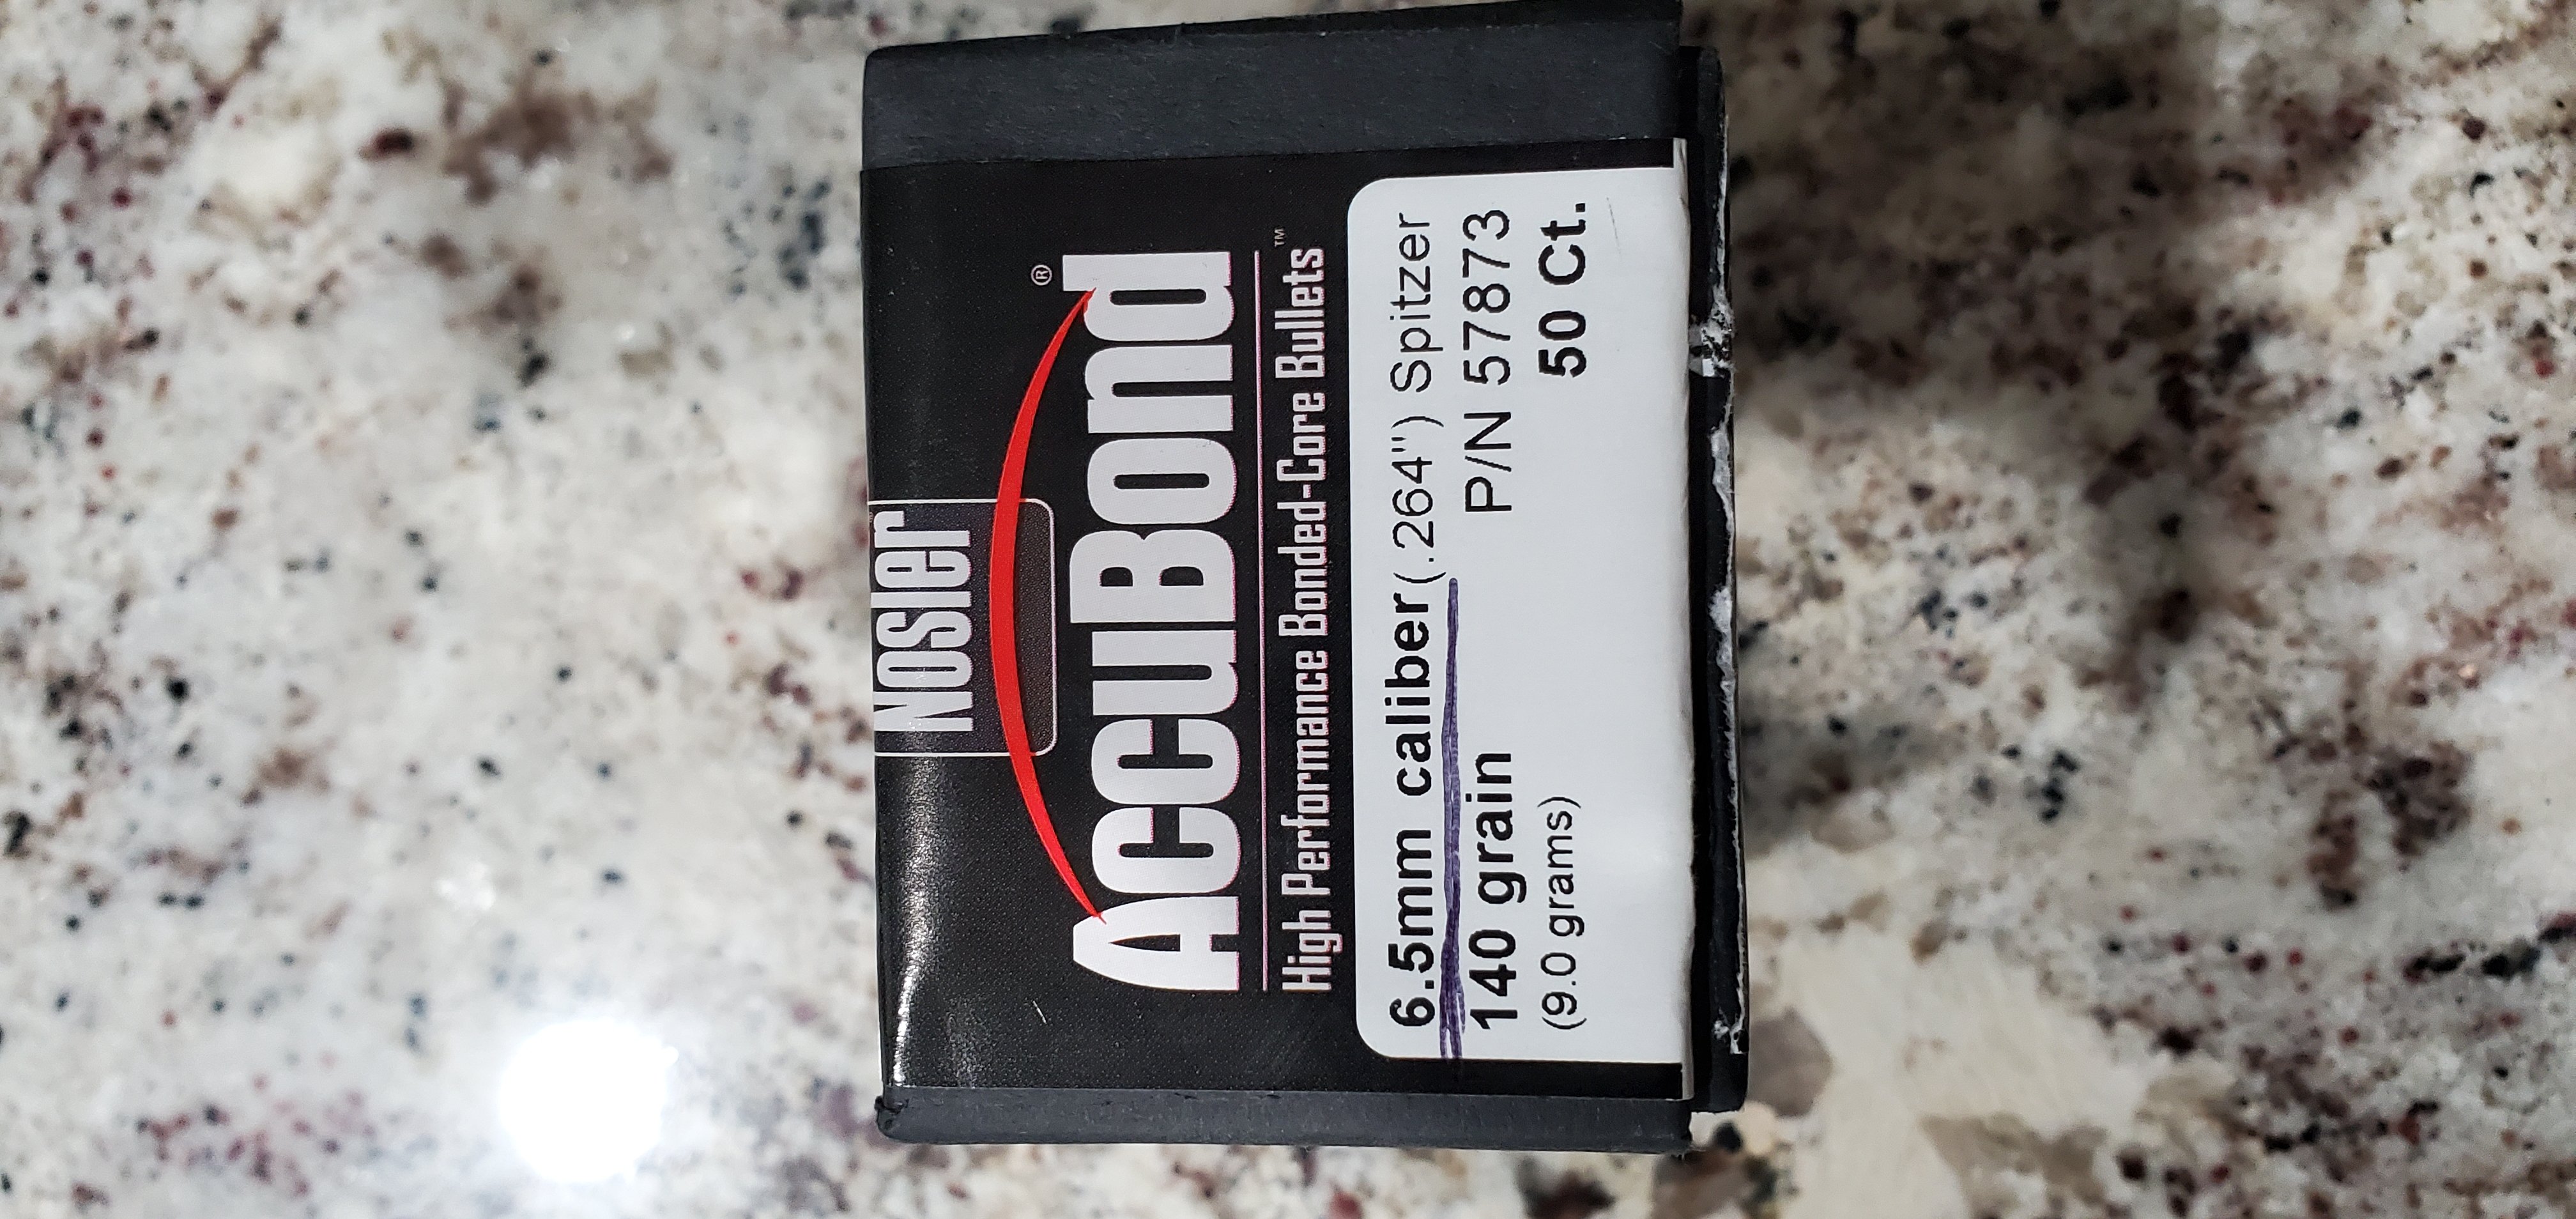 Nosler
AccuBond®
High Performance Bonded-Core Bullets™
6.5mm caliber (.264") Spitzer
140 grain P/N 57873
(9.0 grams) 50 Ct.